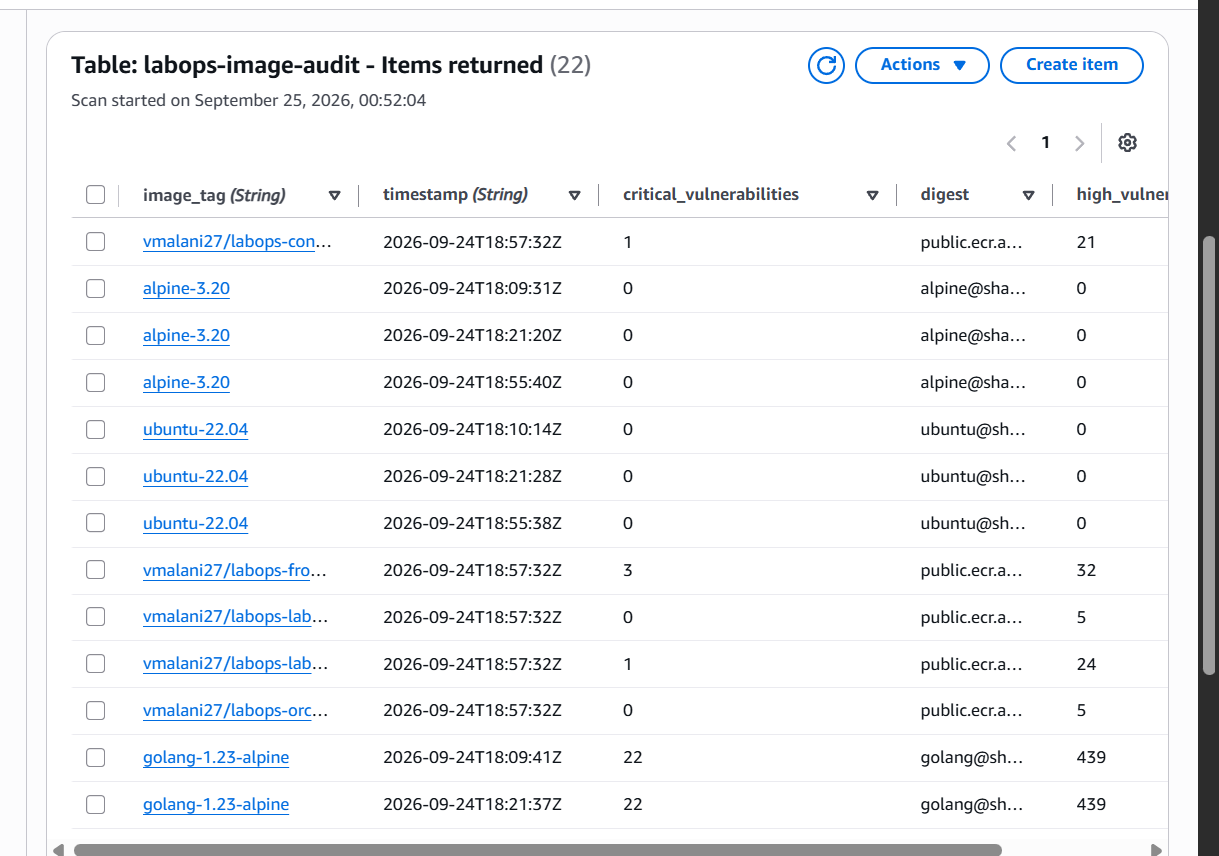 Table: labops-image-audit - Items returned (22)
Actions
Create item
Scan started on September 25, 2026, 00:52:04
1
image_tag (String) timestamp (String) critical_vulnerabilities digest high_vulner
vmalani27/labops-con… 2026-09-24T18:57:32Z 1 public.ecr.a… 21
alpine-3.20 2026-09-24T18:09:31Z 0 alpine@sha… 0
alpine-3.20 2026-09-24T18:21:20Z 0 alpine@sha… 0
alpine-3.20 2026-09-24T18:55:40Z 0 alpine@sha… 0
ubuntu-22.04 2026-09-24T18:10:14Z 0 ubuntu@sh… 0
ubuntu-22.04 2026-09-24T18:21:28Z 0 ubuntu@sh… 0
ubuntu-22.04 2026-09-24T18:55:38Z 0 ubuntu@sh… 0
vmalani27/labops-fro… 2026-09-24T18:57:32Z 3 public.ecr.a… 32
vmalani27/labops-lab… 2026-09-24T18:57:32Z 0 public.ecr.a… 5
vmalani27/labops-lab… 2026-09-24T18:57:32Z 1 public.ecr.a… 24
vmalani27/labops-orc… 2026-09-24T18:57:32Z 0 public.ecr.a… 5
golang-1.23-alpine 2026-09-24T18:09:41Z 22 golang@sh… 439
golang-1.23-alpine 2026-09-24T18:21:37Z 22 golang@sh… 439